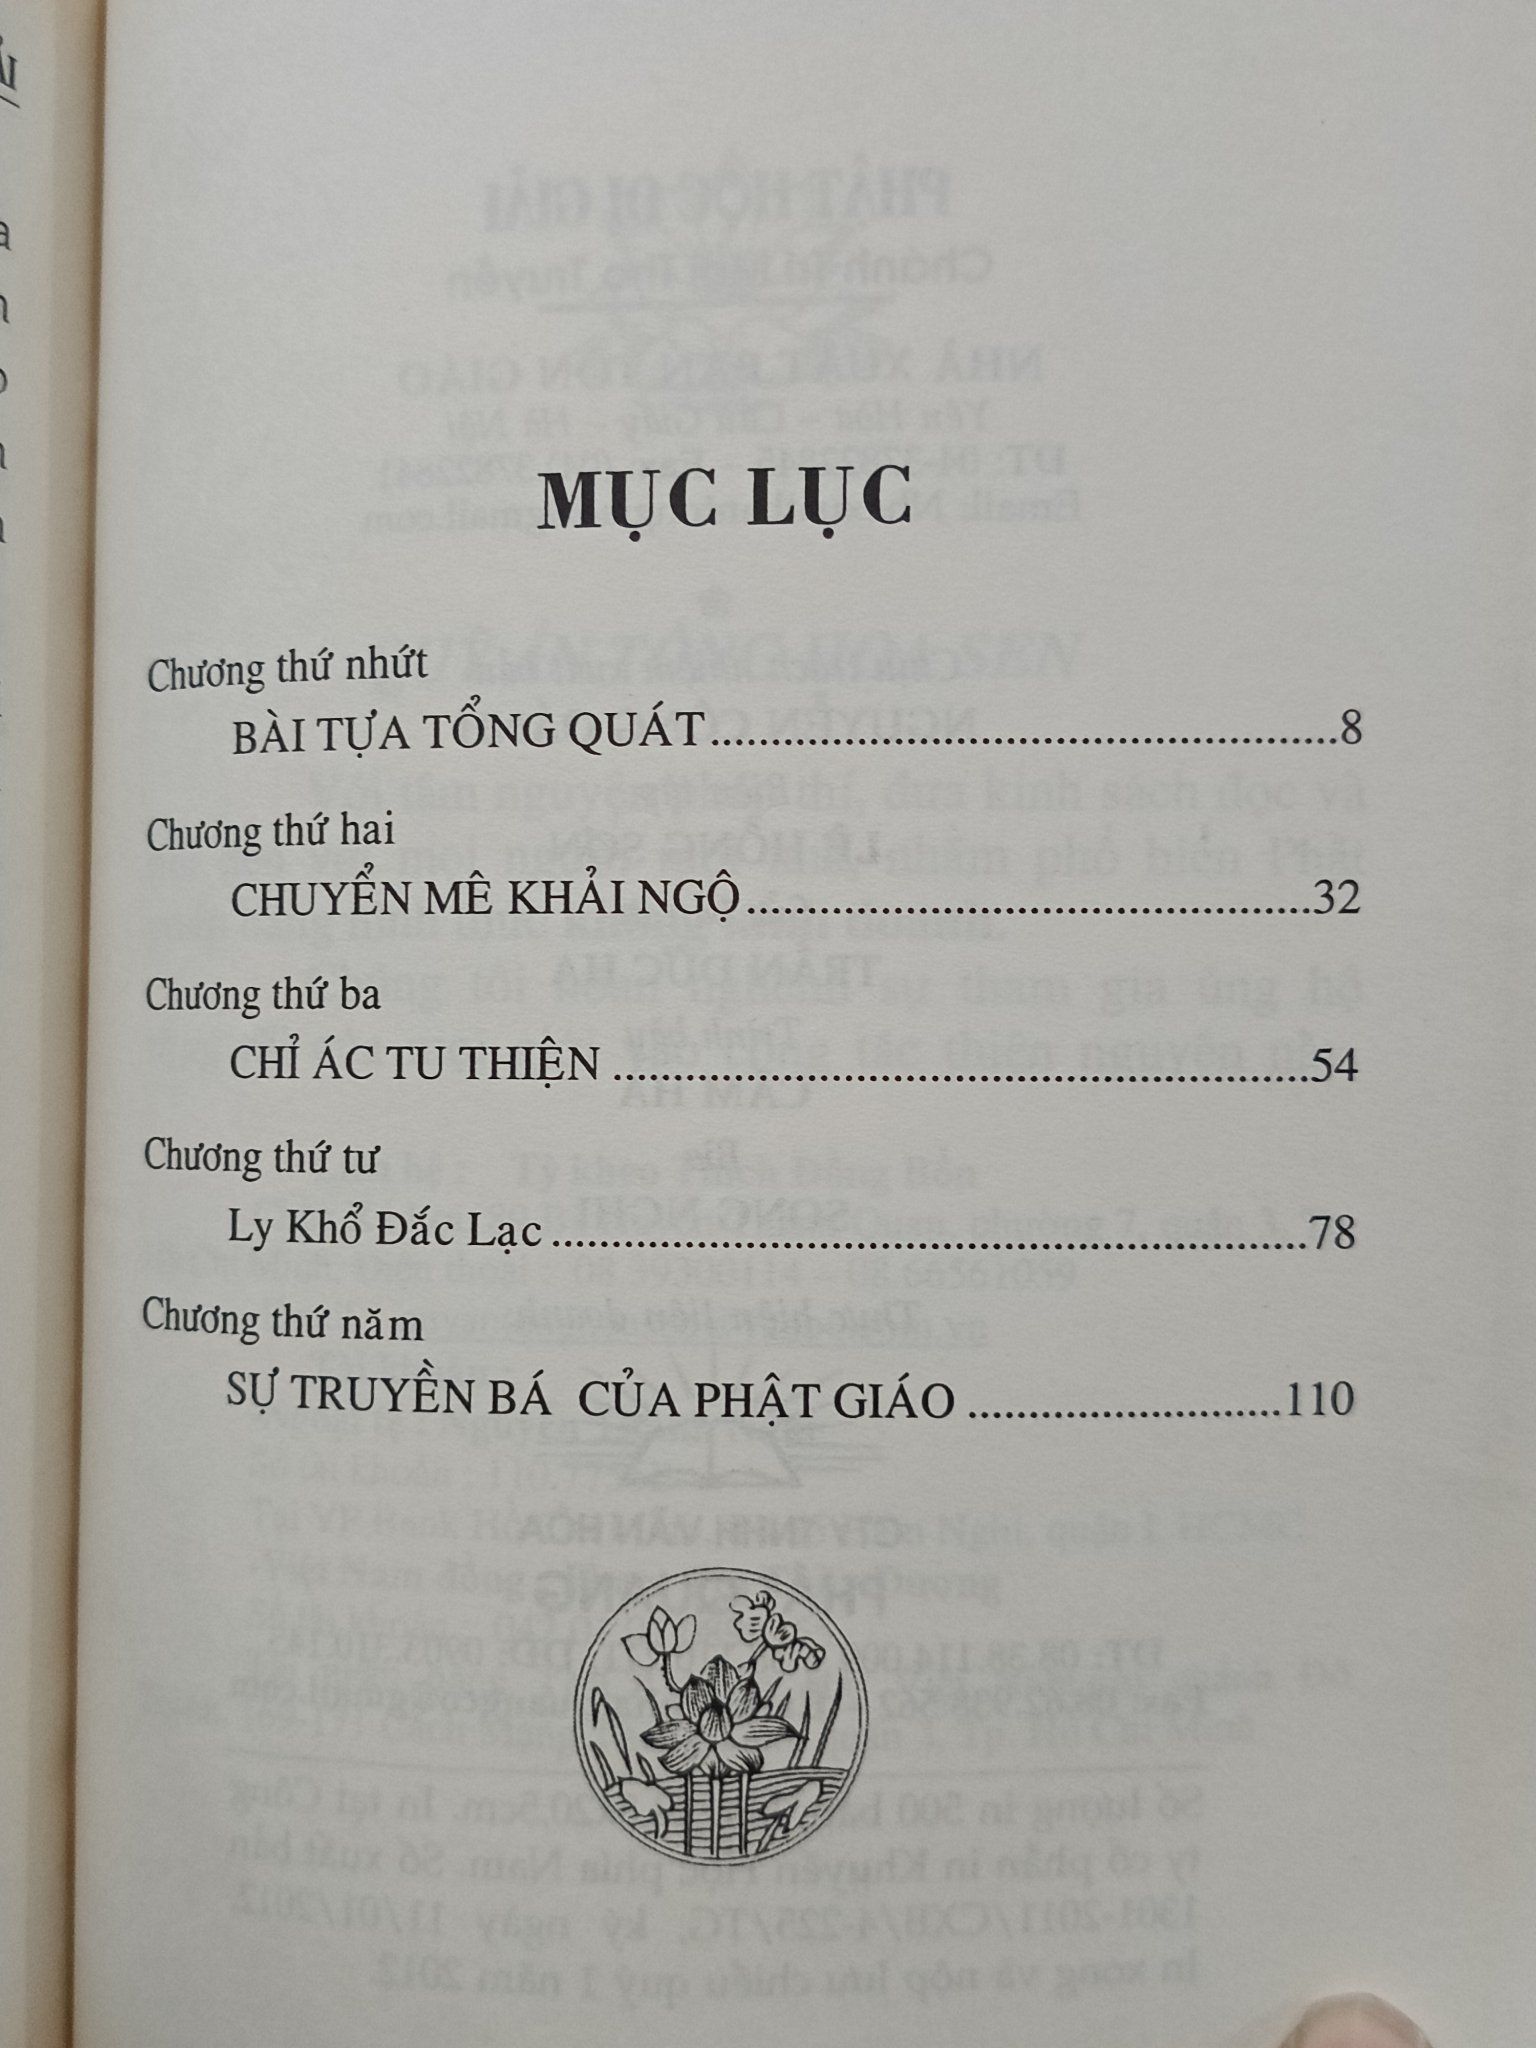 MỤC LỤC
Chương thứ nhứt
BÀI TỰA TỔNG QUÁT.....................................................8
Chương thứ hai
CHUYỂN MÊ KHẢI NGỘ................................................32
Chương thứ ba
CHỈ ÁC TU THIỆN ...........................................................54
Chương thứ tư
Ly Khổ Đắc Lạc................................................................78
Chương thứ năm
SỰ TRUYỀN BÁ CỦA PHẬT GIÁO ..........................110